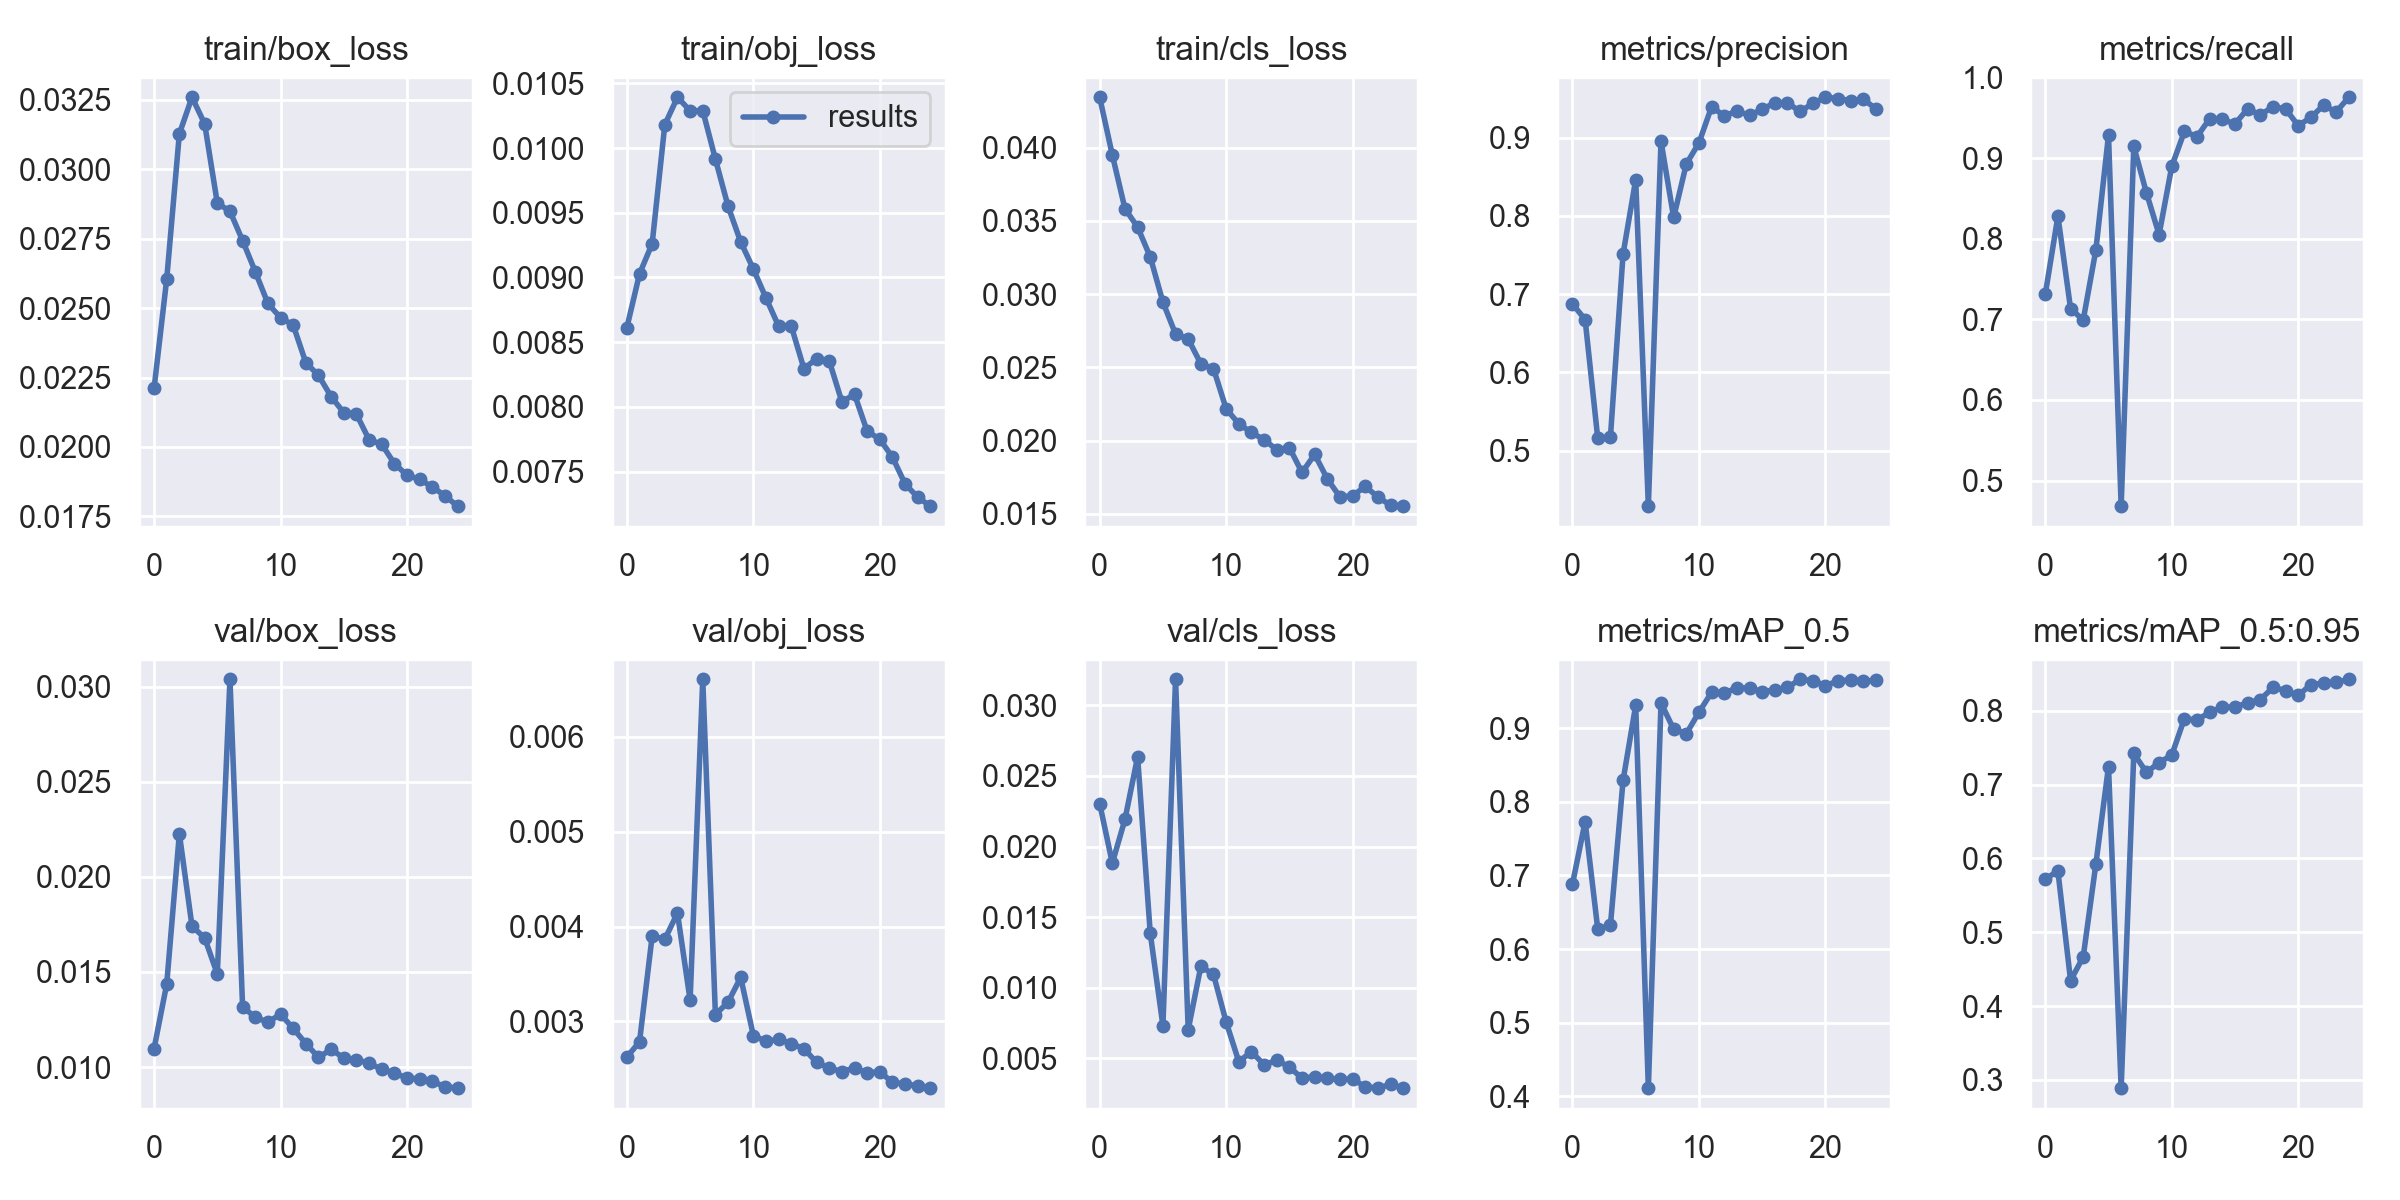 train/box_loss
0.0325
0.0300
0.0275
0.0250
0.0225
0.0200
0.0175
0 10 20
train/obj_loss
0.0105
0.0100
0.0095
0.0090
0.0085
0.0080
0.0075
results
0 10 20
train/cls_loss
0.040
0.035
0.030
0.025
0.020
0.015
0 10 20
metrics/precision
0.9
0.8
0.7
0.6
0.5
0 10 20
metrics/recall
1.0
0.9
0.8
0.7
0.6
0.5
0 10 20
val/box_loss
0.030
0.025
0.020
0.015
0.010
0 10 20
val/obj_loss
0.006
0.005
0.004
0.003
0 10 20
val/cls_loss
0.030
0.025
0.020
0.015
0.010
0.005
0 10 20
metrics/mAP_0.5
0.9
0.8
0.7
0.6
0.5
0.4
0 10 20
metrics/mAP_0.5:0.95
0.8
0.7
0.6
0.5
0.4
0.3
0 10 20